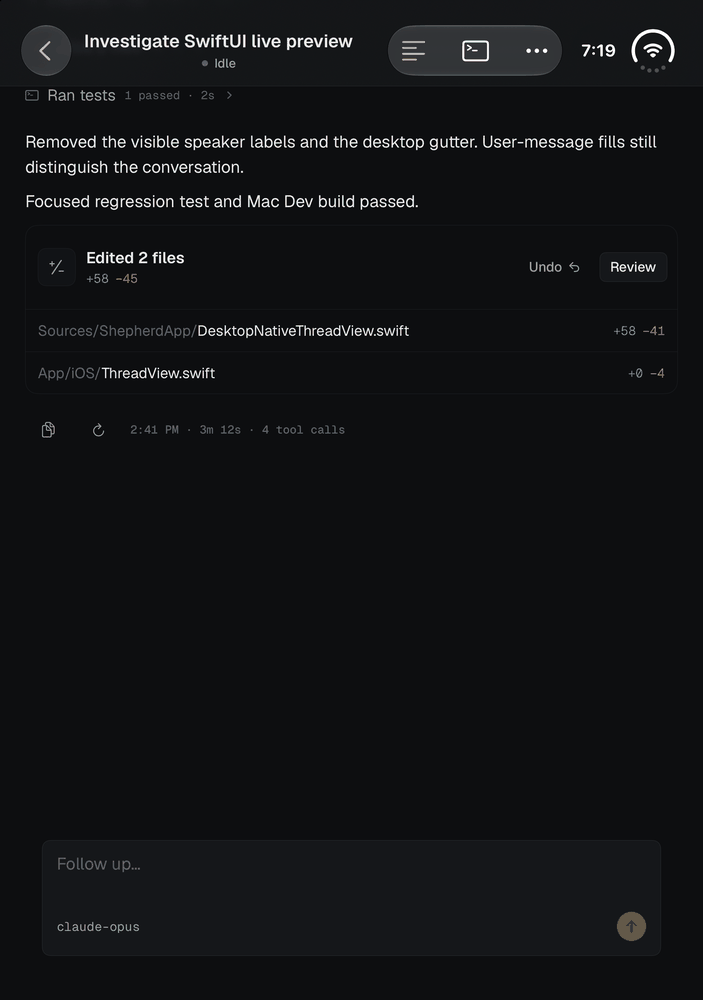 Investigate SwiftUI live preview
Idle
7:19
Ran tests 1 passed · 2s
Removed the visible speaker labels and the desktop gutter. User-message fills still
distinguish the conversation.
Focused regression test and Mac Dev build passed.
Edited 2 files
+58 −45
Undo
Review
Sources/ShepherdApp/DesktopNativeThreadView.swift +58 −41
App/iOS/ThreadView.swift +0 −4
2:41 PM · 3m 12s · 4 tool calls
Follow up…
claude-opus